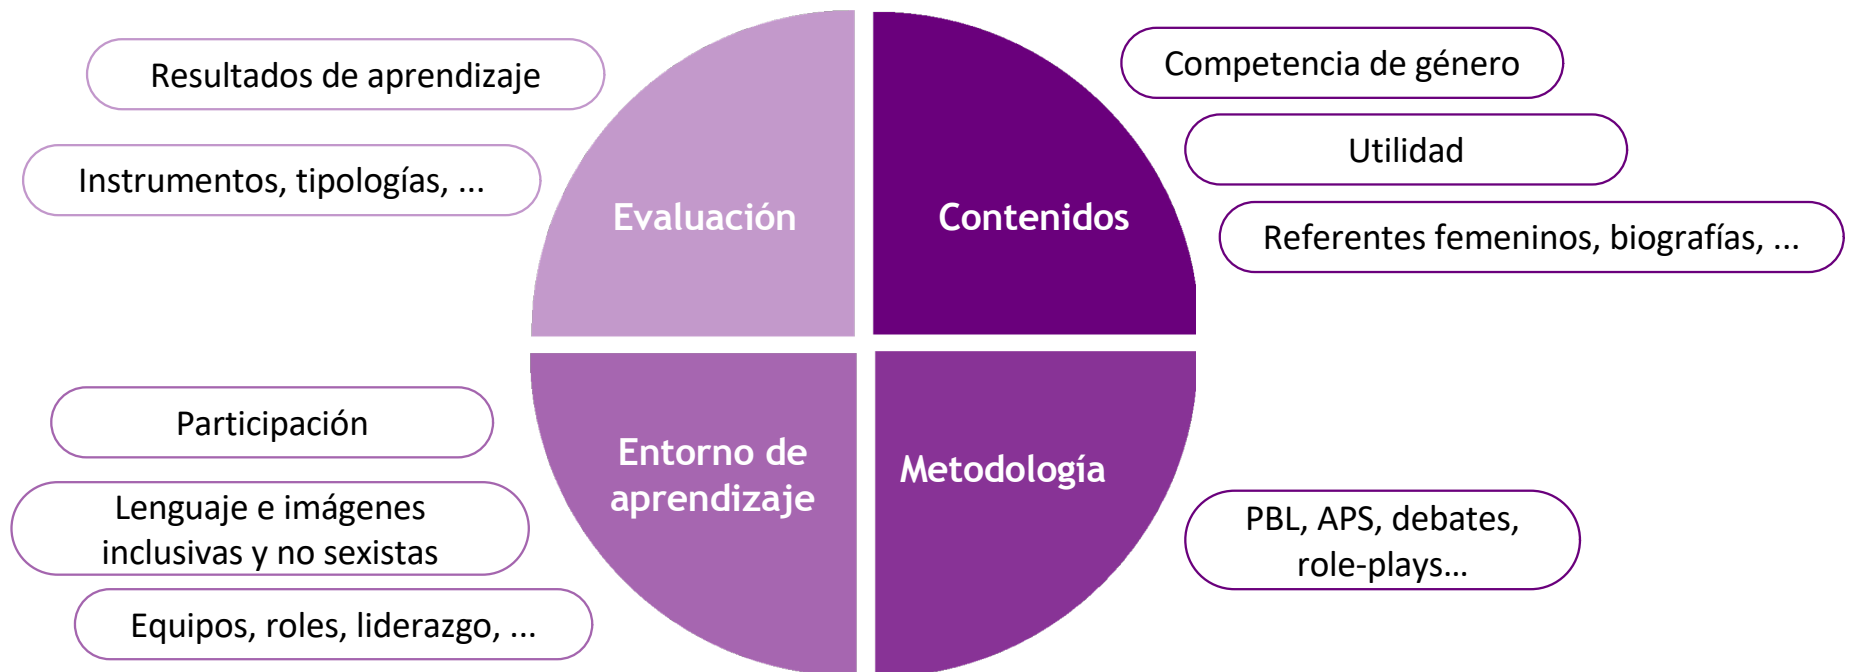 Resultados de aprendizaje
Instrumentos, tipologías, ...
Evaluación
Contenidos
Competencia de género
Utilidad
Referentes femeninos, biografías, ...
Participación
Lenguaje e imágenes
inclusivas y no sexistas
Equipos, roles, liderazgo, ...
Entorno de
aprendizaje
Metodología
PBL, APS, debates,
role-plays...